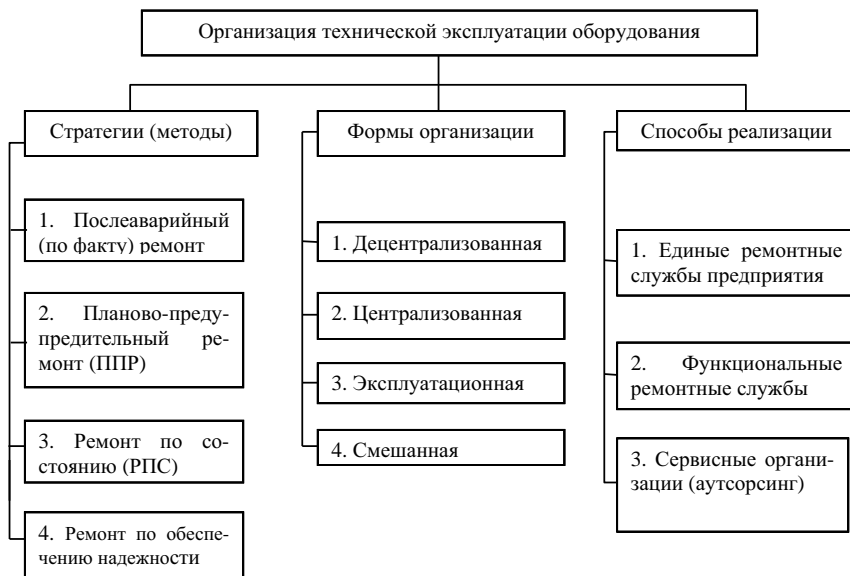 Организация технической эксплуатации оборудования
Стратегии (методы)
1. Послеаварийный
(по факту) ремонт
2. Планово-преду-
предительный ре-
монт (ППР)
3. Ремонт по со-
стоянию (РПС)
4. Ремонт по обеспе-
чению надежности
Формы организации
1. Децентрализованная
2. Централизованная
3. Эксплуатационная
4. Смешанная
Способы реализации
1. Единые ремонтные
службы предприятия
2. Функциональные
ремонтные службы
3. Сервисные органи-
зации (аутсорсинг)